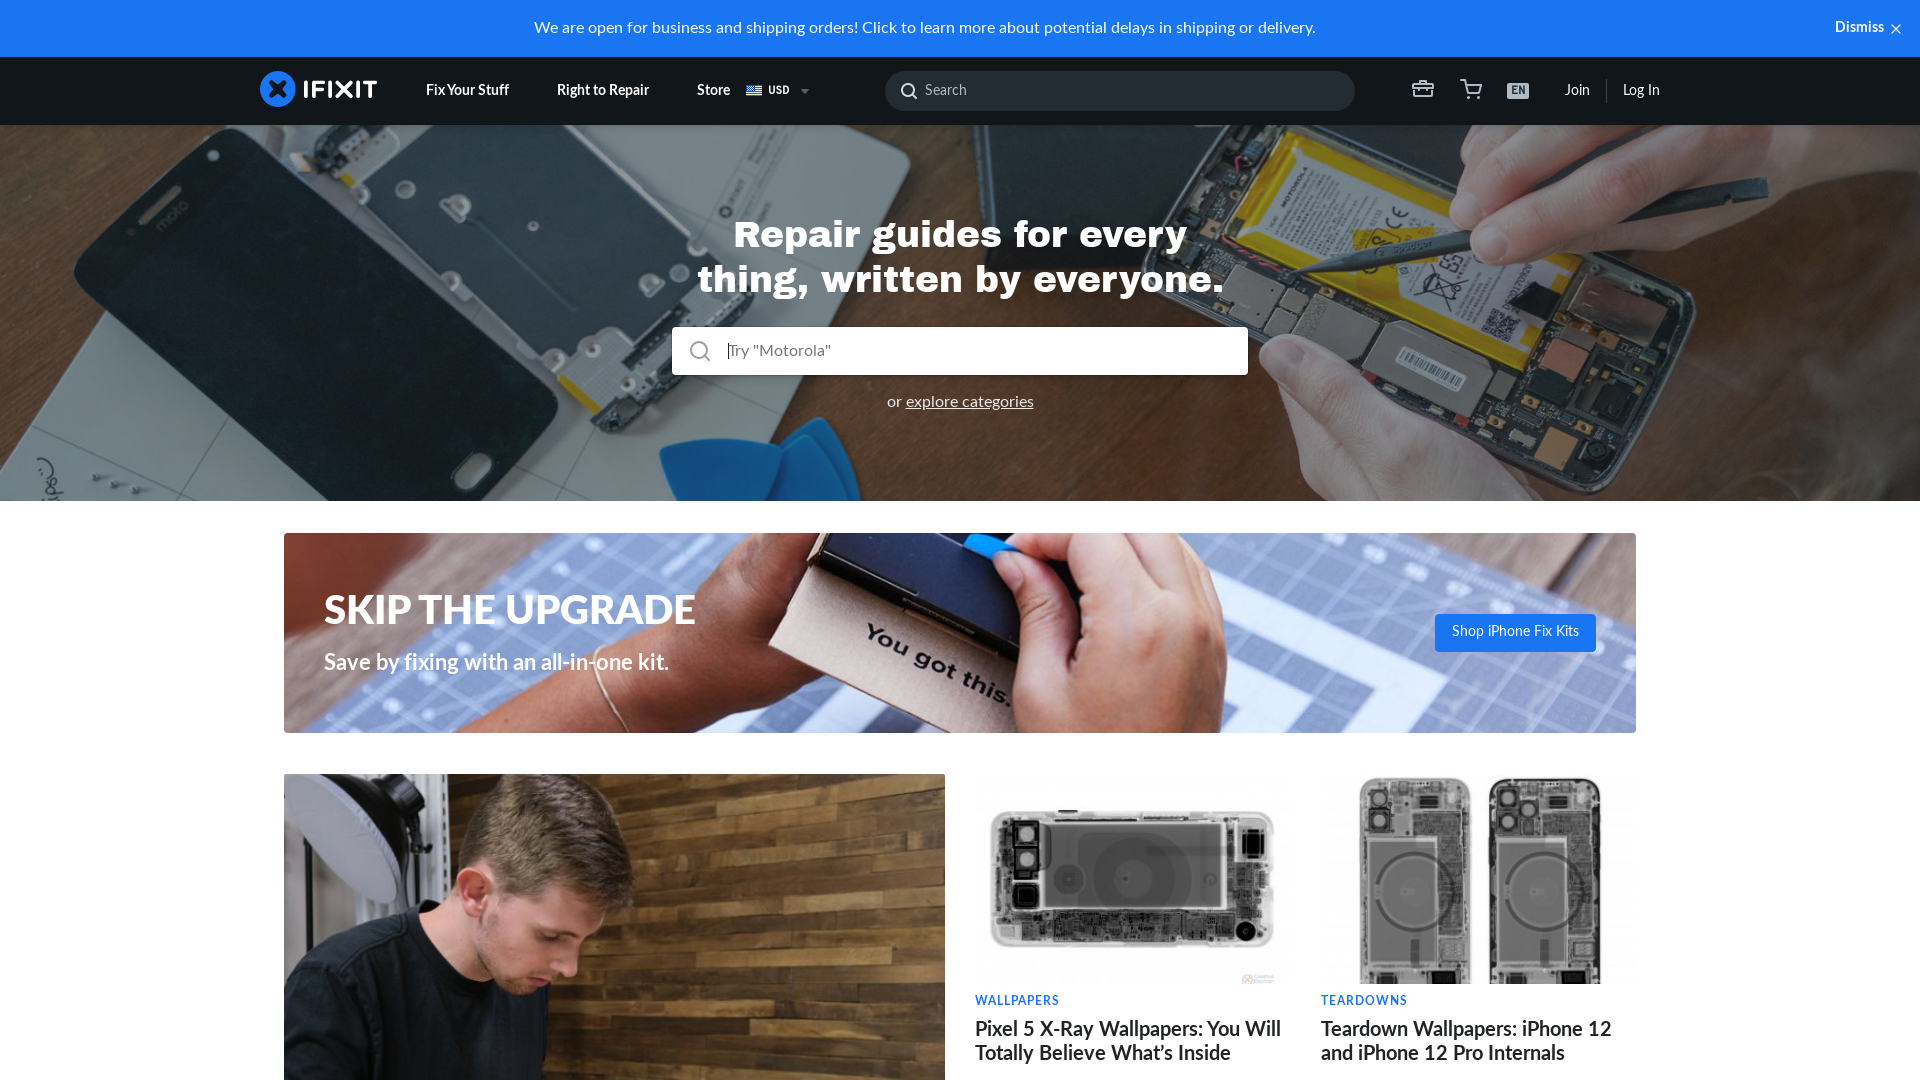 We are open for business and shipping orders! Click to learn more about potential delays in shipping or delivery.
Dismiss
IFIXIT
Fix Your Stuff
Right to Repair
Store
USD
Search
EN
Join
Log In
moto
MOTOROLA
Repair guides for every
thing, written by everyone.
Try "Motorola"
or explore categories
SKIP THE UPGRADE
Save by fixing with an all-in-one kit.
You got this.
Shop iPhone Fix Kits
WALLPAPERS
Pixel 5 X-Ray Wallpapers: You Will
Totally Believe What's Inside
TEARDOWNS
Teardown Wallpapers: iPhone 12
and iPhone 12 Pro Internals